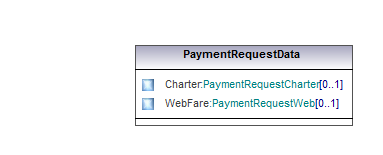 PaymentRequestData
Charter:PaymentRequestCharter[0..1]
WebFare:PaymentRequestWeb[0..1]